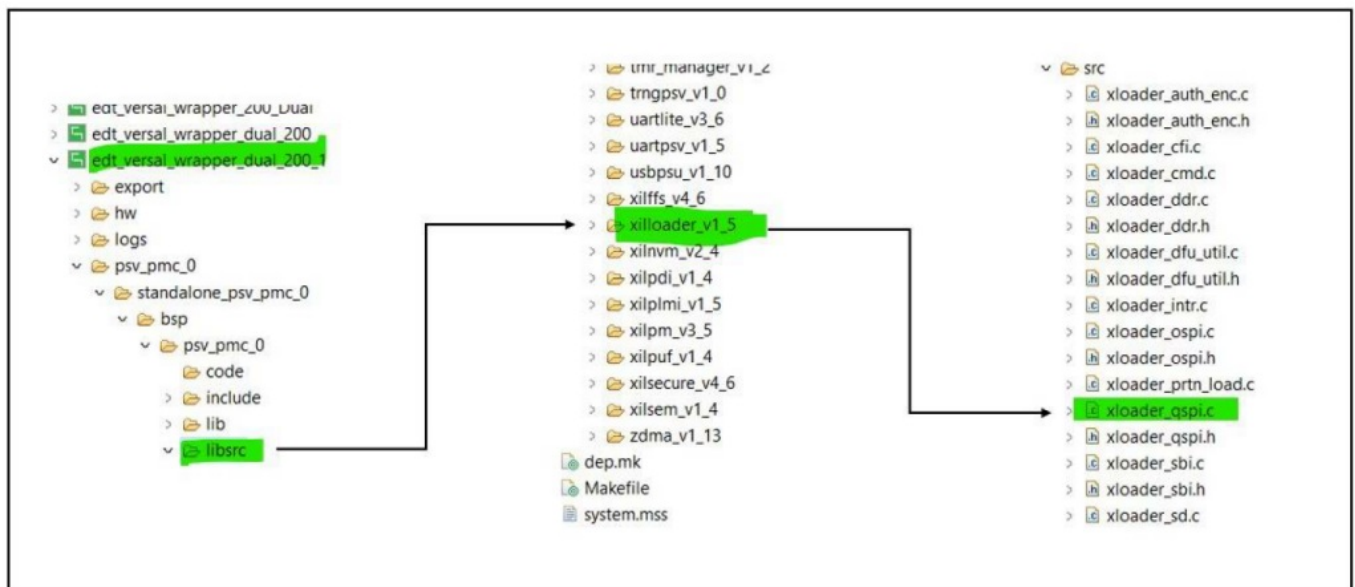 edt_versal_wrapper_200_Dual
edt_versal_wrapper_dual_200
edt_versal_wrapper_dual_200_1
export
hw
logs
psv_pmc_0
standalone_psv_pmc_0
bsp
psv_pmc_0
code
include
lib
libsrc
tmr_manager_v1_2
trngpsv_v1_0
uartlite_v3_6
uartpsv_v1_5
usbpsu_v1_10
xilffs_v4_6
xilloader_v1_5
xilnvm_v2_4
xilpdi_v1_4
xilplmi_v1_5
xilpm_v3_5
xilpuf_v1_4
xilsecure_v4_6
xilsem_v1_4
zdma_v1_13
dep.mk
Makefile
system.mss
src
xloader_auth_enc.c
xloader_auth_enc.h
xloader_cfi.c
xloader_cmd.c
xloader_ddr.c
xloader_ddr.h
xloader_dfu_util.c
xloader_dfu_util.h
xloader_intr.c
xloader_ospi.c
xloader_ospi.h
xloader_prtn_load.c
xloader_qspi.c
xloader_qspi.h
xloader_sbi.c
xloader_sbi.h
xloader_sd.c